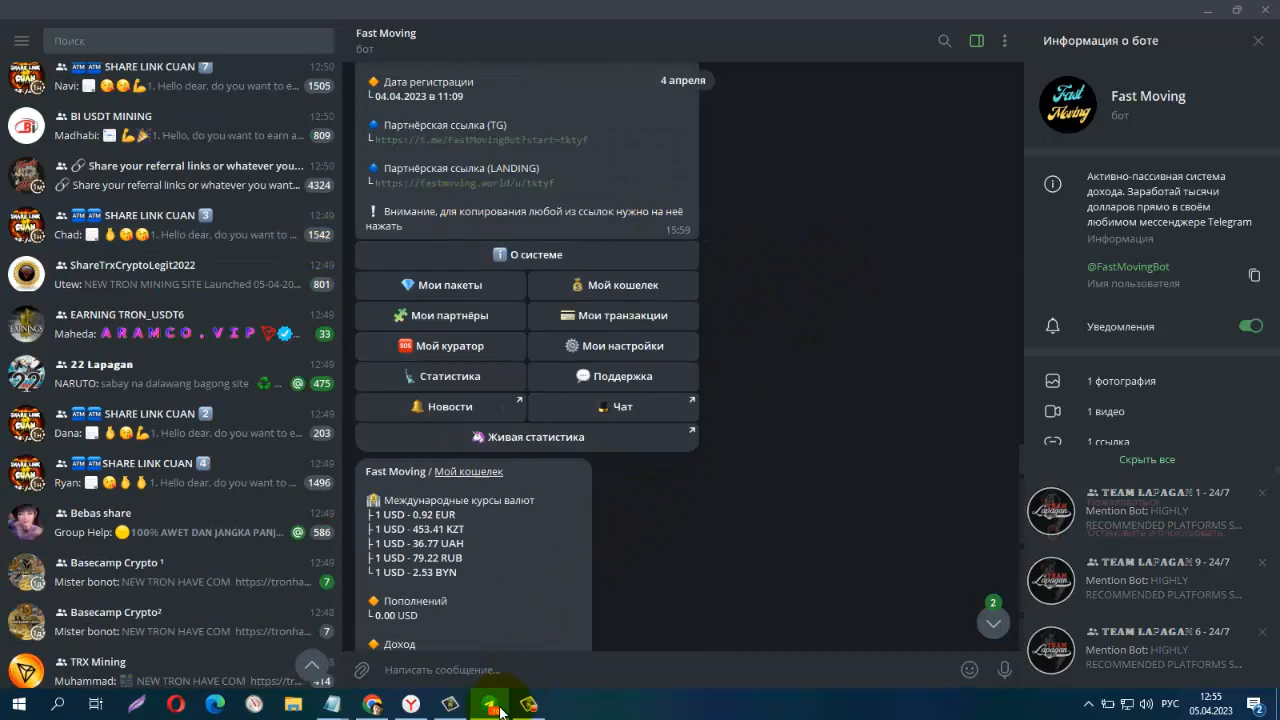 Поиск
SHARE LINK CUAN 7 12:50
Navi: 1. Hello dear, do you want to e... 1505
BI USDT MINING 12:50
Madhabi: 1. Hello, do you want to earn a... 809
Share your referral links or whatever you... 12:50
Share your referral links or whatever you want... 4324
SHARE LINK CUAN 3 12:49
Chad: 1. Hello dear, do you want to e... 1542
ShareTrxCryptoLegit2022 12:49
Utew: NEW TRON MINING SITE Launched 05-04-20... 801
EARNING TRON_USDT6 12:49
Maheda: A R A M C O . V I P 33
22 Lapagan 12:49
NARUTO: sabay na dalawang bagong site ... @ 475
SHARE LINK CUAN 2 12:49
Dana: 1. Hello dear, do you want to e... 203
SHARE LINK CUAN 4 12:49
Ryan: 1. Hello dear, do you want to e... 1496
Bebas share 12:49
Group Help: 100% AWET DAN JANGKA PANJ... @ 586
Basecamp Crypto ¹ 12:49
Mister bonot: NEW TRON HAVE COM https://tronha... 7
Basecamp Crypto² 12:48
Mister bonot: NEW TRON HAVE COM https://tronha... 7
TRX Mining
Muhammad:
Fast Moving
бот
4 апреля
Дата регистрации
04.04.2023 в 11:09
Партнёрская ссылка (TG)
https://t.me/FastMovingBot?start=tktyf
Партнёрская ссылка (LANDING)
https://fastmoving.world/u/tktyf
Внимание, для копирования любой из ссылок нужно на неё
нажать
15:59
О системе
Мои пакеты Мой кошелек
Мои партнёры Мои транзакции
SOS Мой куратор Мои настройки
Статистика Поддержка
Новости Чат
Живая статистика
Fast Moving / Мой кошелек
Международные курсы валют
1 USD - 0.92 EUR
1 USD - 453.41 KZT
1 USD - 36.77 UAH
1 USD - 79.22 RUB
1 USD - 2.53 BYN
Пополнений
0.00 USD
Доход
2
Написать сообщение...
Информация о боте
Fast Moving
Fast Moving
бот
Активно-пассивная система
дохода. Заработай тысячи
долларов прямо в своём
любимом мессенджере Telegram
Информация
@FastMovingBot
Имя пользователя
Уведомления
1 фотография
1 видео
1 ссылка
Скрыть все
TEAM LAPAGAN 1 - 24/7
Пожаловаться
Mention Bot: HIGHLY
RECOMMENDED PLATFORMS S...
Остановить и блокировать
TEAM LAPAGAN 9 - 24/7
Mention Bot: HIGHLY
RECOMMENDED PLATFORMS S...
TEAM LAPAGAN 6 - 24/7
Mention Bot: HIGHLY
RECOMMENDED PLATFORMS S...
РУС
12:55
05.04.2023
2